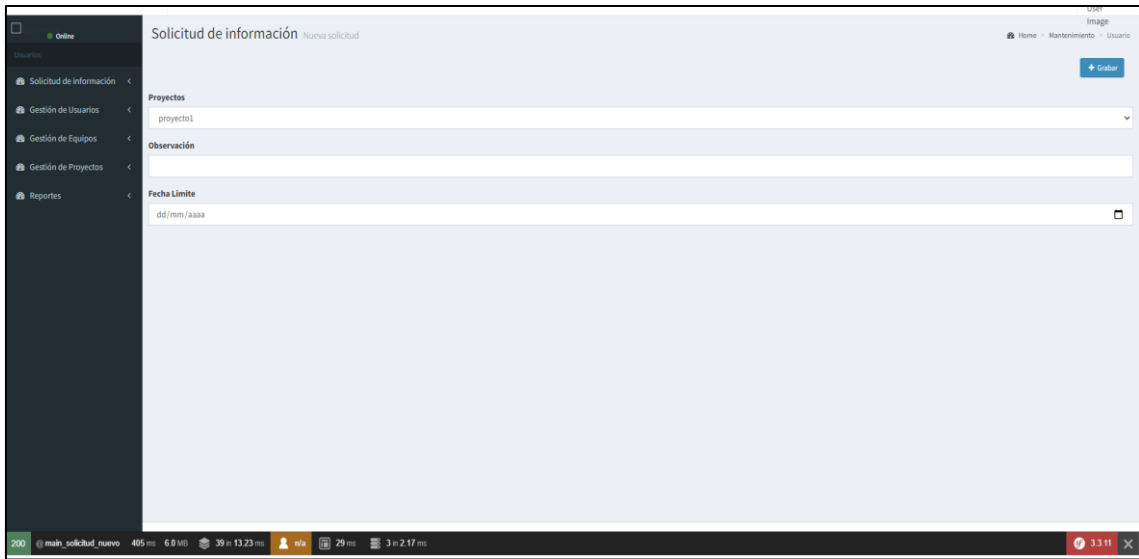 User
Image
Online
Solicitud de información Nueva solicitud
Home > Mantenimiento > Usuario
Usuarios
Grabar
Solicitud de información
Gestión de Usuarios
Gestión de Equipos
Gestión de Proyectos
Reportes
Proyectos
proyecto1
Observación
Fecha Limite
dd/mm/aaaa
200 @ main_solicitud_nuevo 405 ms 6.0 MB 39 in 13.23 ms n/a 29 ms 3 in 2.17 ms 3.3.11